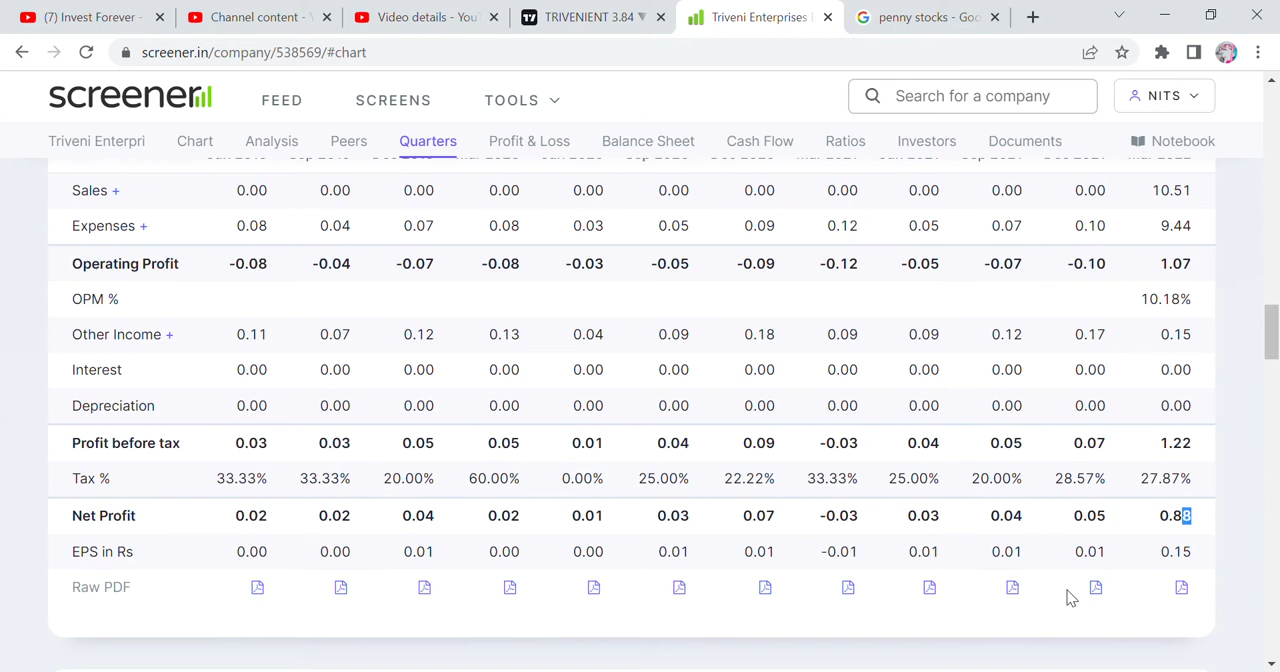 (7) Invest Forever -
Channel content - Y
Video details - You
TRIVENIENT 3.84 ▼
Triveni Enterprises
penny stocks - Goo
screener.in/company/538569/#chart
screener
FEED
SCREENS
TOOLS
Search for a company
NITS
Triveni Enterpri Chart Analysis Peers Quarters Profit & Loss Balance Sheet Cash Flow Ratios Investors Documents Notebook
Sales + 0.00 0.00 0.00 0.00 0.00 0.00 0.00 0.00 0.00 0.00 0.00 10.51
Expenses + 0.08 0.04 0.07 0.08 0.03 0.05 0.09 0.12 0.05 0.07 0.10 9.44
Operating Profit -0.08 -0.04 -0.07 -0.08 -0.03 -0.05 -0.09 -0.12 -0.05 -0.07 -0.10 1.07
OPM % 10.18%
Other Income + 0.11 0.07 0.12 0.13 0.04 0.09 0.18 0.09 0.09 0.12 0.17 0.15
Interest 0.00 0.00 0.00 0.00 0.00 0.00 0.00 0.00 0.00 0.00 0.00 0.00
Depreciation 0.00 0.00 0.00 0.00 0.00 0.00 0.00 0.00 0.00 0.00 0.00 0.00
Profit before tax 0.03 0.03 0.05 0.05 0.01 0.04 0.09 -0.03 0.04 0.05 0.07 1.22
Tax % 33.33% 33.33% 20.00% 60.00% 0.00% 25.00% 22.22% 33.33% 25.00% 20.00% 28.57% 27.87%
Net Profit 0.02 0.02 0.04 0.02 0.01 0.03 0.07 -0.03 0.03 0.04 0.05 0.88
EPS in Rs 0.00 0.00 0.01 0.00 0.00 0.01 0.01 -0.01 0.01 0.01 0.01 0.15
Raw PDF